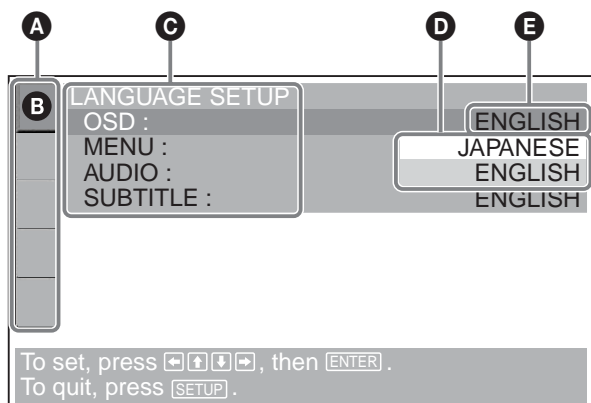 A C D E
B
LANGUAGE SETUP
OSD : ENGLISH
MENU : JAPANESE
AUDIO : ENGLISH
SUBTITLE : ENGLISH
To set, press ←↑↓→, then ENTER.
To quit, press SETUP.